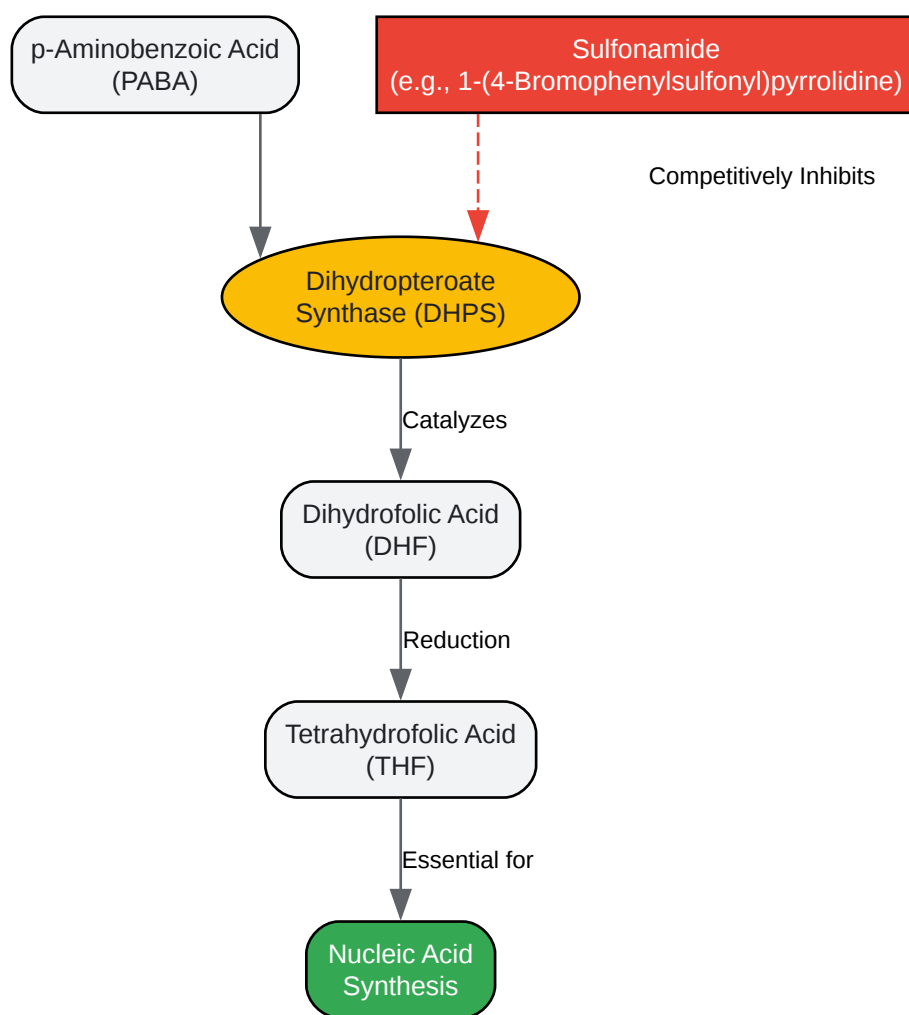 p-Aminobenzoic Acid
(PABA)
Sulfonamide
(e.g., 1-(4-Bromophenylsulfonyl)pyrrolidine)
Competitively Inhibits
Dihydropteroate
Synthase (DHPS)
Catalyzes
Dihydrofolic Acid
(DHF)
Reduction
Tetrahydrofolic Acid
(THF)
Essential for
Nucleic Acid
Synthesis